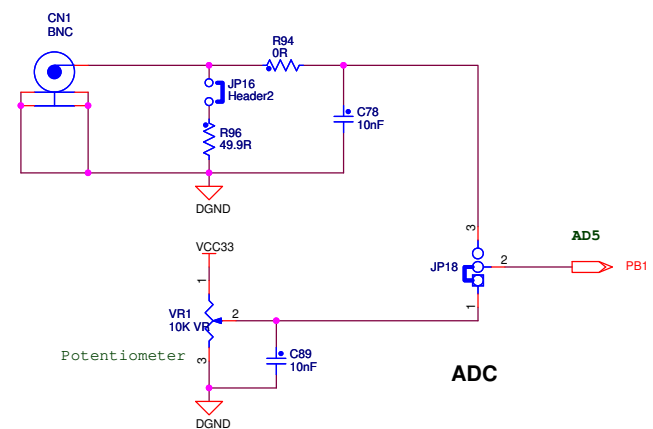 CN1
BNC
R94
0R
JP16
Header2
C78
10nF
R96
49.9R
DGND
3
AD5
VCC33
JP18
2
PB1
1
1
VR1
10K VR
2
Potentiometer
3
C89
10nF
ADC
DGND